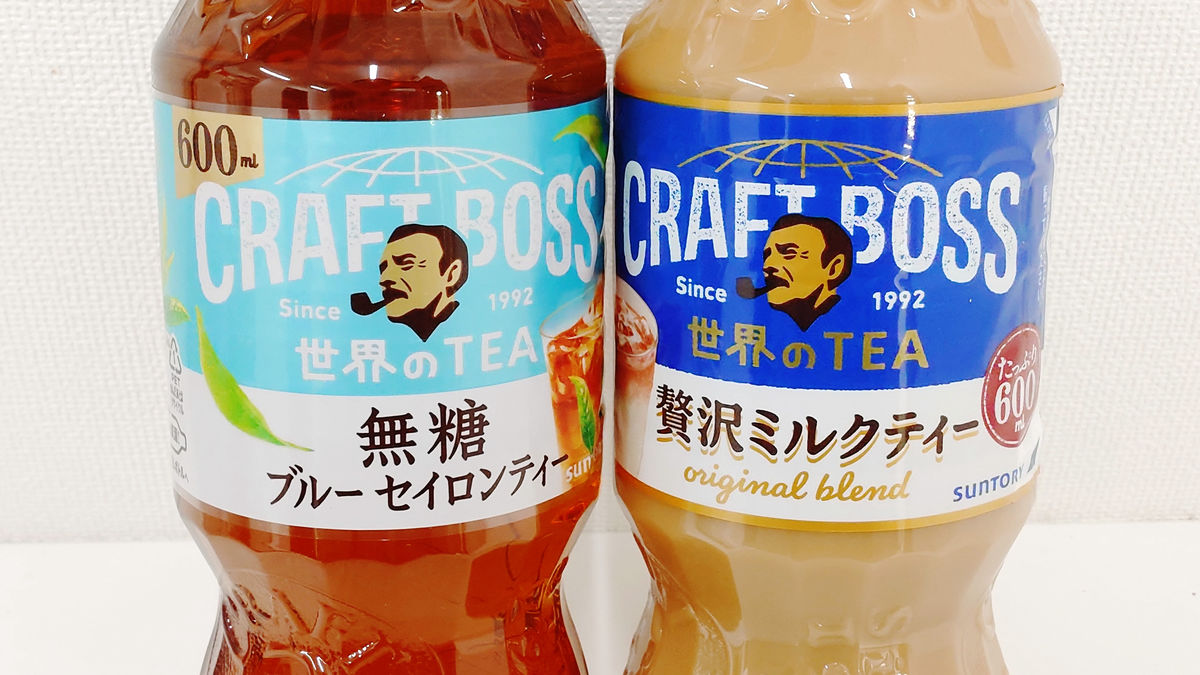 600ml
CRAFT BOSS
Since 1992
世界のTEA
無糖
ブルー セイロンティー
CRAFT BOSS
Since 1992
世界のTEA
贅沢ミルクティー
original blend
たっぷり
600
ml
SUNTORY